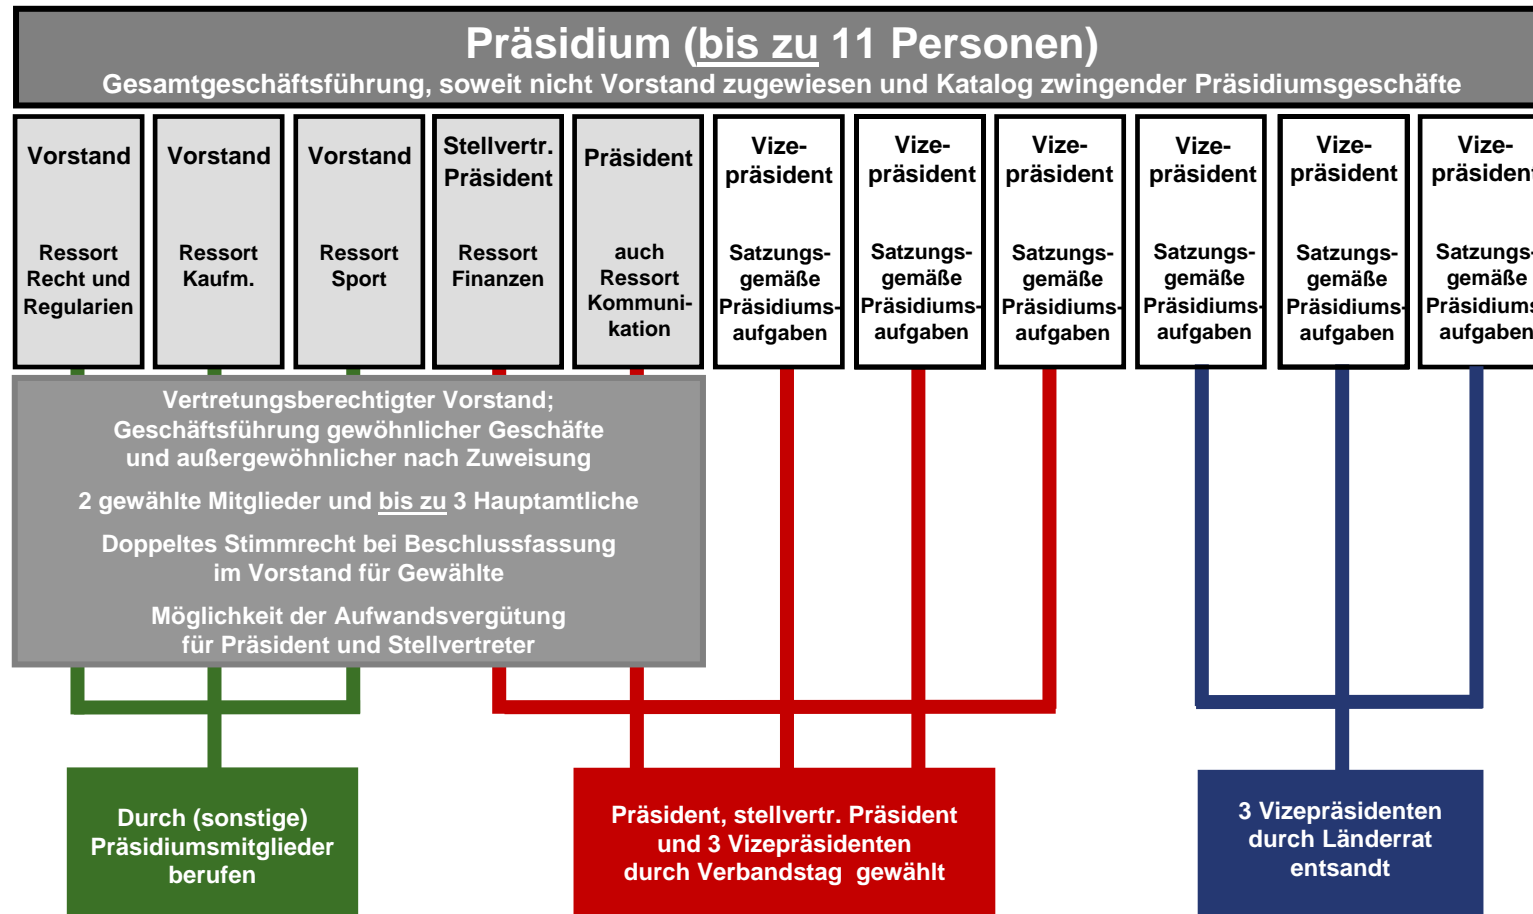 Präsidium (bis zu 11 Personen)
Gesamtgeschäftsführung, soweit nicht Vorstand zugewiesen und Katalog zwingender Präsidiumsgeschäfte
Vorstand
Ressort
Recht und
Regularien
Vorstand
Ressort
Kaufm.
Vorstand
Ressort
Sport
Stellvertr.
Präsident
Ressort
Finanzen
Präsident
auch
Ressort
Kommuni-
kation
Vize-
präsident
Satzungs-
gemäße
Präsidiums-
aufgaben
Vize-
präsident
Satzungs-
gemäße
Präsidiums-
aufgaben
Vize-
präsident
Satzungs-
gemäße
Präsidiums-
aufgaben
Vize-
präsident
Satzungs-
gemäße
Präsidiums-
aufgaben
Vize-
präsident
Satzungs-
gemäße
Präsidiums-
aufgaben
Vize-
präsident
Satzungs-
gemäße
Präsidiums-
aufgaben
Vertretungsberechtigter Vorstand;
Geschäftsführung gewöhnlicher Geschäfte
und außergewöhnlicher nach Zuweisung
2 gewählte Mitglieder und bis zu 3 Hauptamtliche
Doppeltes Stimmrecht bei Beschlussfassung
im Vorstand für Gewählte
Möglichkeit der Aufwandsvergütung
für Präsident und Stellvertreter
Durch (sonstige)
Präsidiumsmitglieder
berufen
Präsident, stellvertr. Präsident
und 3 Vizepräsidenten
durch Verbandstag gewählt
3 Vizepräsidenten
durch Länderrat
entsandt